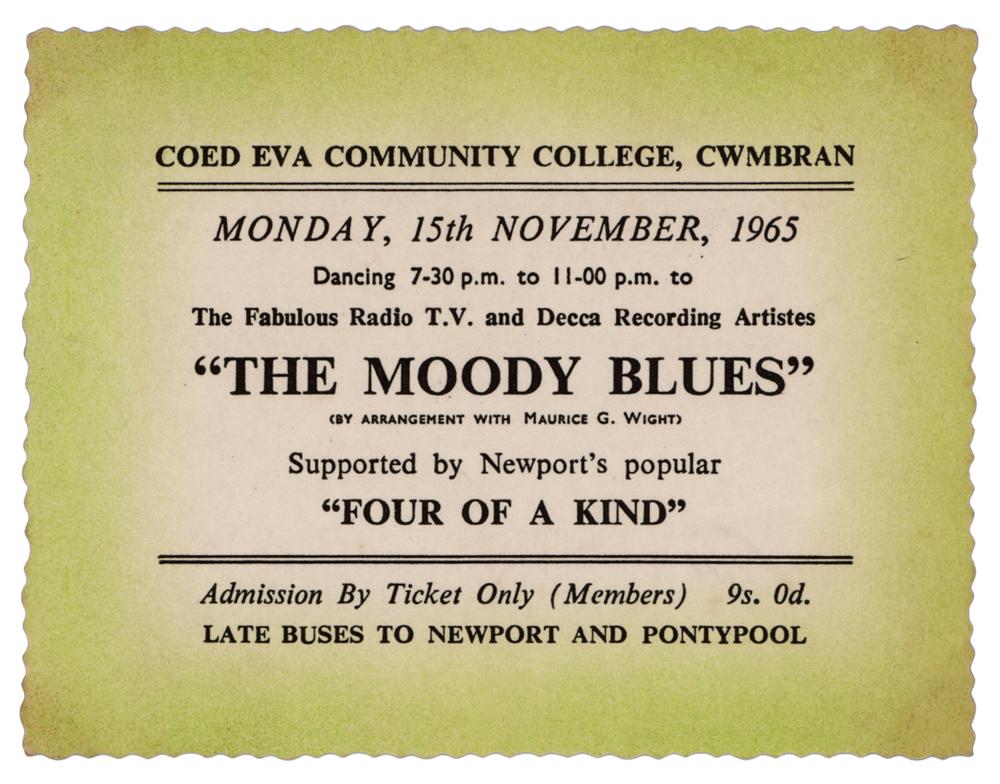 COED EVA COMMUNITY COLLEGE, CWMBRAN
MONDAY, 15th NOVEMBER, 1965
Dancing 7-30 p.m. to 11-00 p.m. to
The Fabulous Radio T.V. and Decca Recording Artistes
“THE MOODY BLUES”
(BY ARRANGEMENT WITH MAURICE G. WIGHT)
Supported by Newport’s popular
“FOUR OF A KIND”
Admission By Ticket Only (Members) 9s. 0d.
LATE BUSES TO NEWPORT AND PONTYPOOL